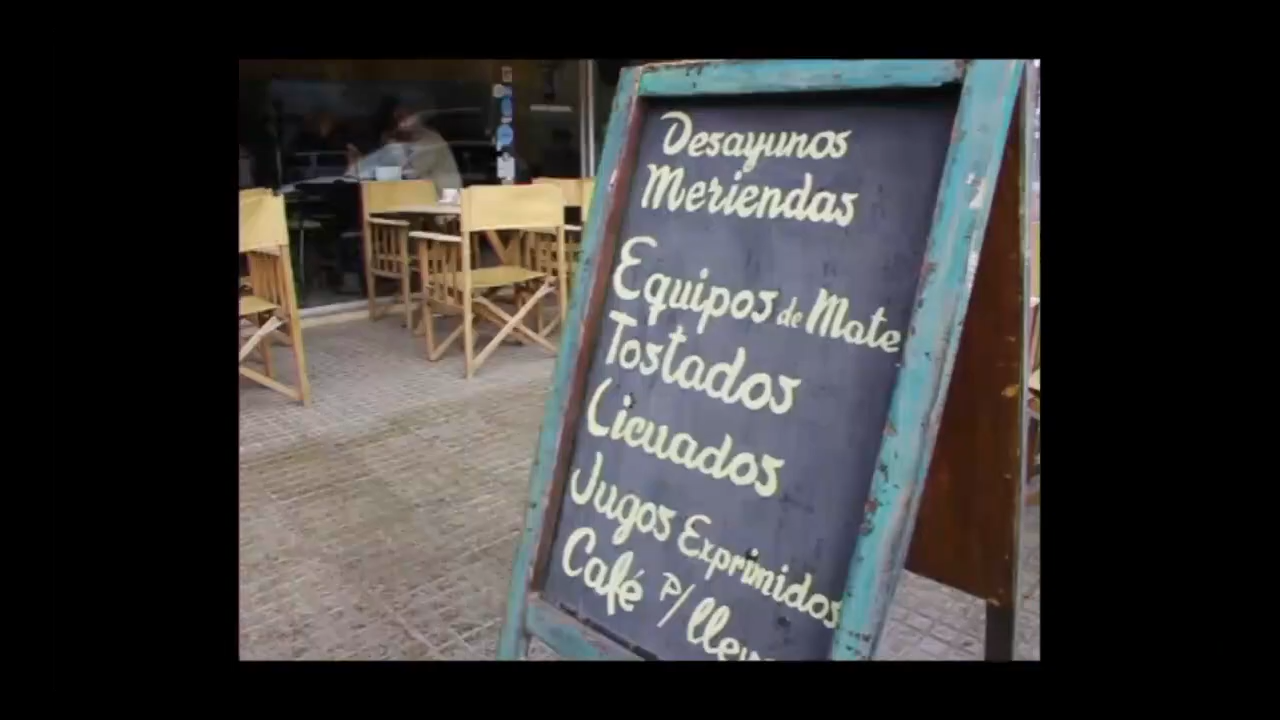 Desayunos
Meriendas
Equipos de Mate
Tostados
Licuados
Jugos Exprimidos
Café P/